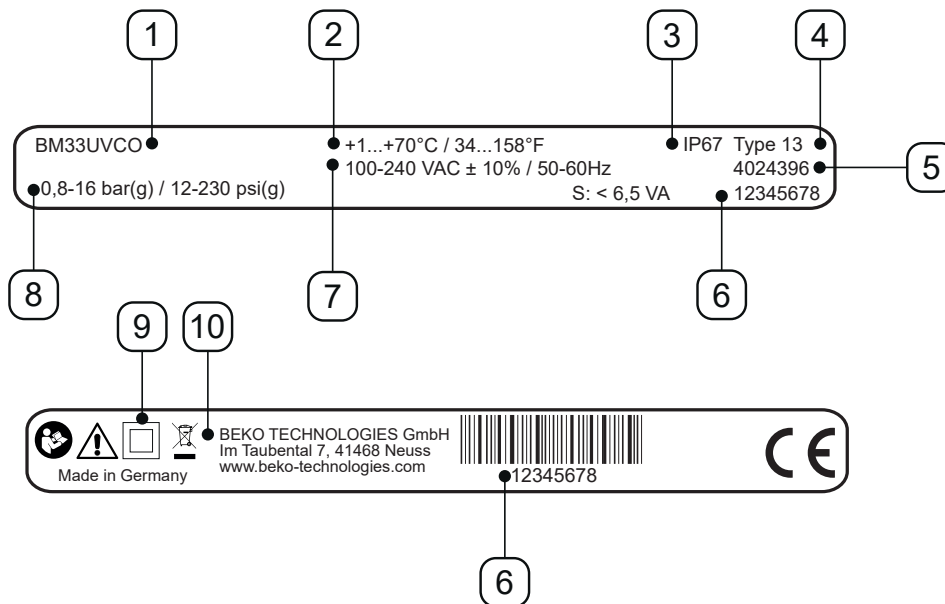 1 2 3 4
BM33UVCO +1...+70°C / 34...158°F IP67 Type 13
100-240 VAC ± 10% / 50-60Hz 4024396 5
0,8-16 bar(g) / 12-230 psi(g) S: < 6,5 VA 12345678
8 7 6
9 10
BEKO TECHNOLOGIES GmbH
Im Taubental 7, 41468 Neuss
www.beko-technologies.com
Made in Germany
12345678
CE
6